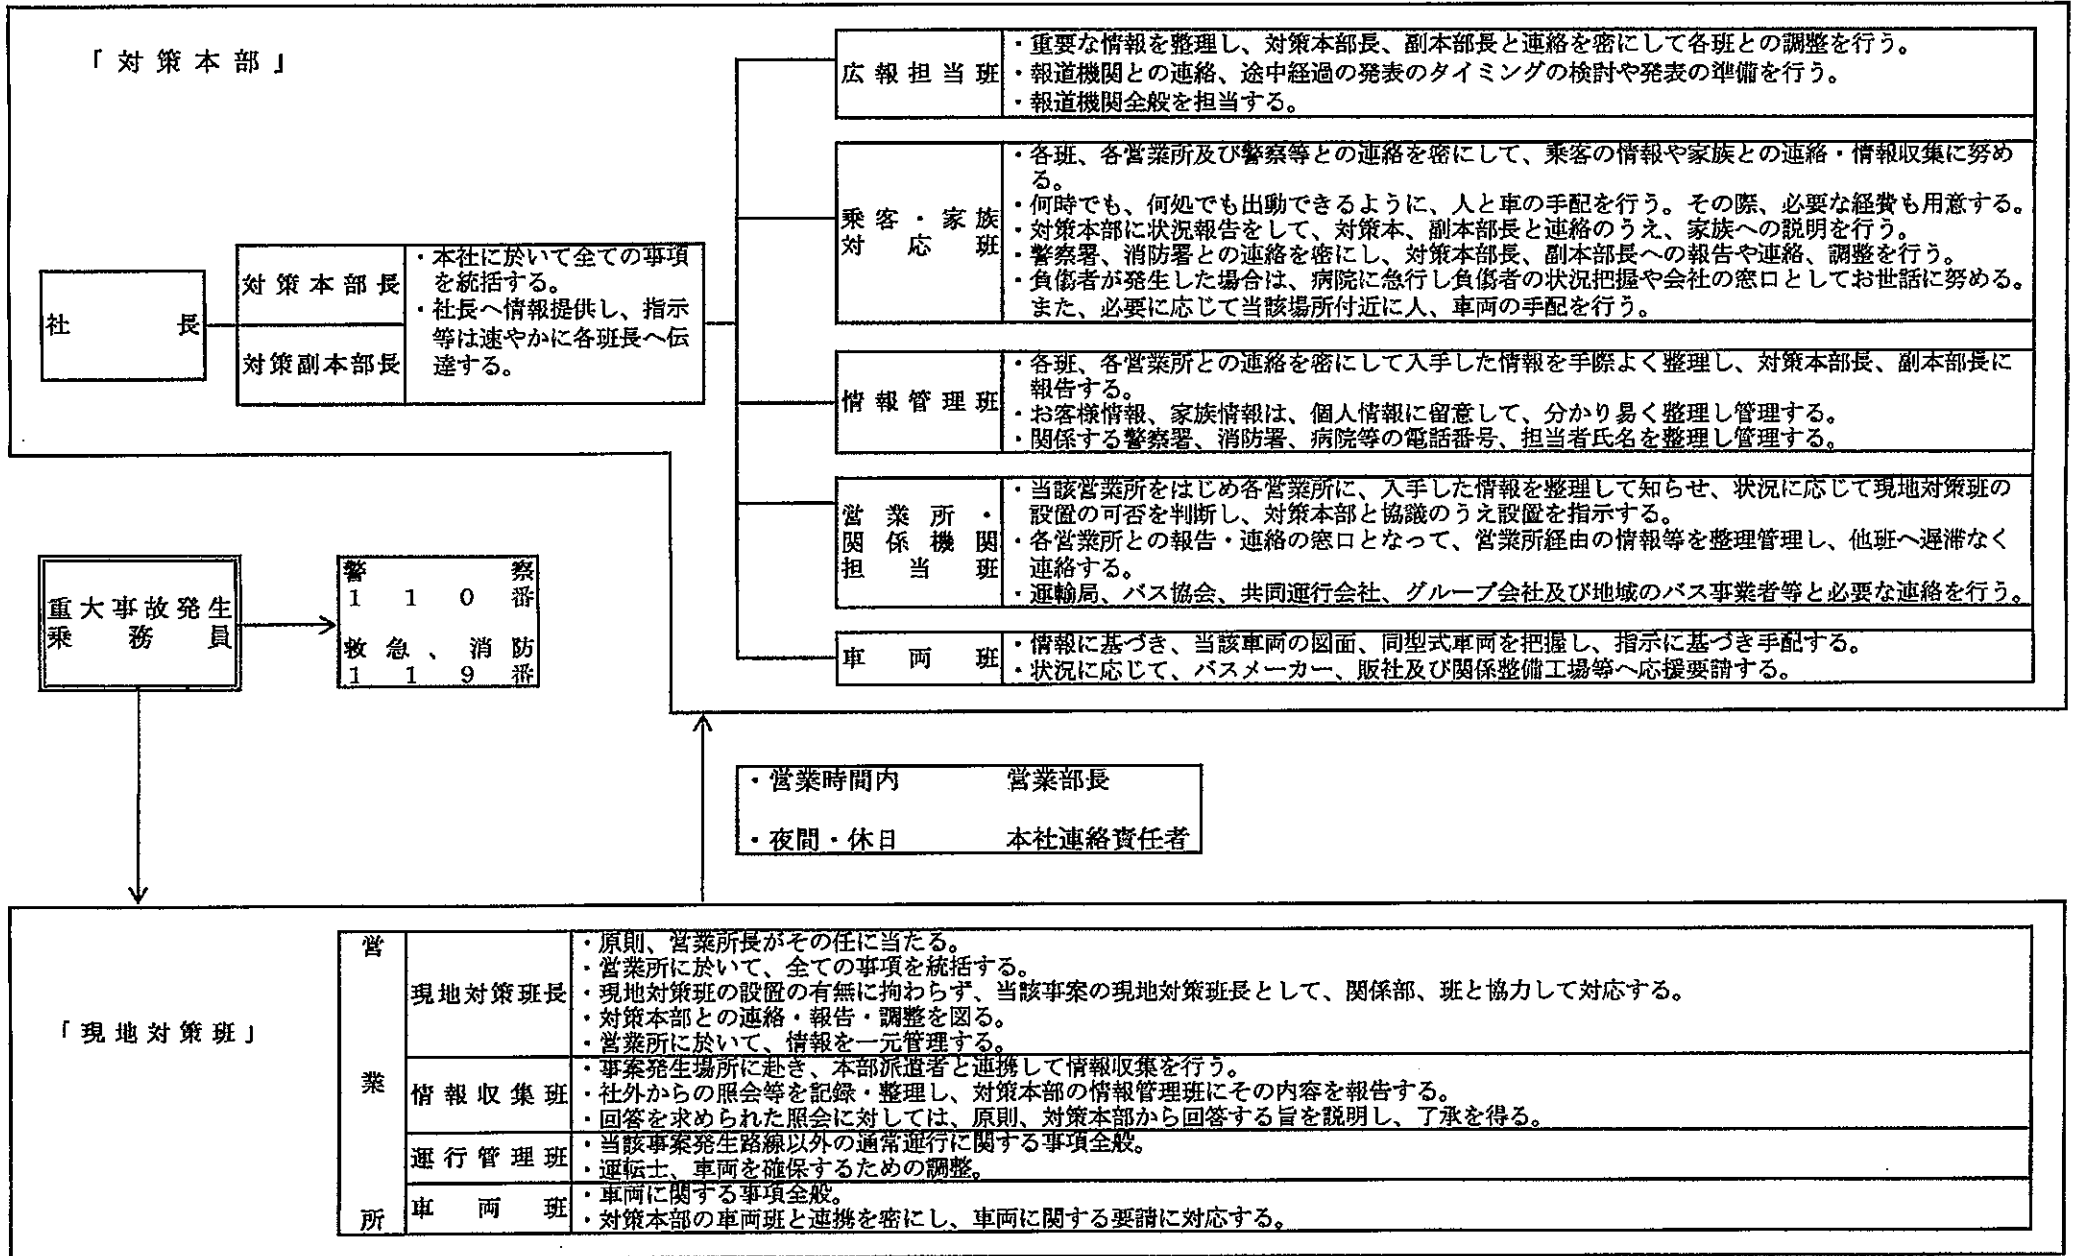 「対策本部」
広報担当班
・重要な情報を整理し、対策本部長、副本部長と連絡を密にして各班との調整を行う。
・報道機関との連絡、途中経過の発表のタイミングの検討や発表の準備を行う。
・報道機関全般を担当する。
乗客・家族
対応班
・各班、各営業所及び警察等との連絡を密にして、乗客の情報や家族との連絡・情報収集に努め
る。
・何時でも、何処でも出動できるように、人と車の手配を行う。その際、必要な経費も用意する。
・対策本部に状況報告をして、対策本、副本部長と連絡のうえ、家族への説明を行う。
・警察署、消防署との連絡を密にし、対策本部長、副本部長への報告や連絡、調整を行う。
・負傷者が発生した場合は、病院に急行し負傷者の状況把握や会社の窓口としてお世話に努める。
また、必要に応じて当該場所付近に人、車両の手配を行う。
社長
対策本部長
対策副本部長
・本社に於いて全ての事項
を統括する。
・社長へ情報提供し、指示
等は速やかに各班長へ伝
達する。
情報管理班
・各班、各営業所との連絡を密にして入手した情報を手際よく整理し、対策本部長、副本部長に
報告する。
・お客様情報、家族情報は、個人情報に留意して、分かり易く整理し管理する。
・関係する警察署、消防署、病院等の電話番号、担当者氏名を整理し管理する。
営業所・
関係機関
担当班
・当該営業所をはじめ各営業所に、入手した情報を整理して知らせ、状況に応じて現地対策班の
設置の可否を判断し、対策本部と協議のうえ設置を指示する。
・各営業所との報告・連絡の窓口となって、営業所経由の情報等を整理管理し、他班へ遅滞なく
連絡する。
・運輸局、バス協会、共同運行会社、グループ会社及び地域のバス事業者等と必要な連絡を行う。
車両班
・情報に基づき、当該車両の図面、同型式車両を把握し、指示に基づき手配する。
・状況に応じて、バスメーカー、販社及び関係整備工場等へ応援要請する。
重大事故発生
乗務員
警察
110番
救急、消防
119番
・営業時間内 営業部長
・夜間・休日 本社連絡責任者
「現地対策班」
営業所
現地対策班長
・原則、営業所長がその任に当たる。
・営業所に於いて、全ての事項を統括する。
・現地対策班の設置の有無に拘わらず、当該事案の現地対策班長として、関係部、班と協力して対応する。
・対策本部との連絡・報告・調整を図る。
・営業所に於いて、情報を一元管理する。
情報収集班
・事案発生場所に赴き、本部派遣者と連携して情報収集を行う。
・社外からの照会等を記録・整理し、対策本部の情報管理班にその内容を報告する。
・回答を求められた照会に対しては、原則、対策本部から回答する旨を説明し、了承を得る。
運行管理班
・当該事案発生路線以外の通常運行に関する事項全般。
・運転士、車両を確保するための調整。
車両班
・車両に関する事項全般。
・対策本部の車両班と連携を密にし、車両に関する要請に対応する。